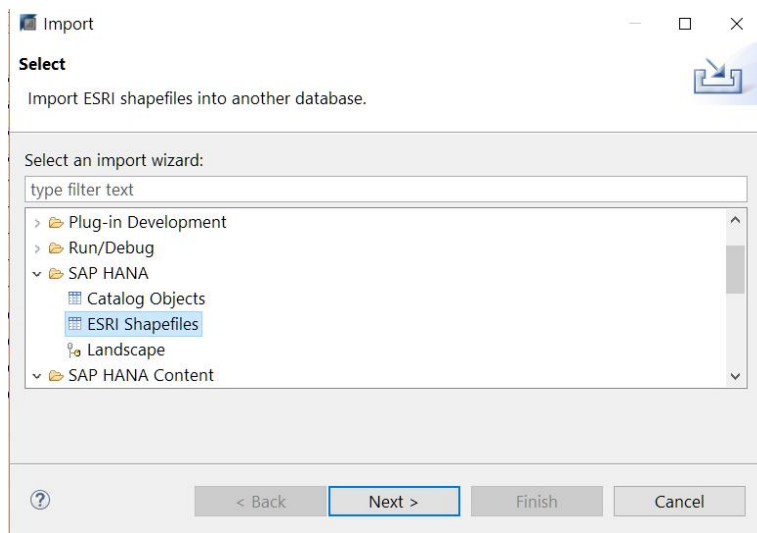 Import
Select
Import ESRI shapefiles into another database.
Select an import wizard:
type filter text
Plug-in Development
Run/Debug
SAP HANA
Catalog Objects
ESRI Shapefiles
Landscape
SAP HANA Content
? < Back Next > Finish Cancel